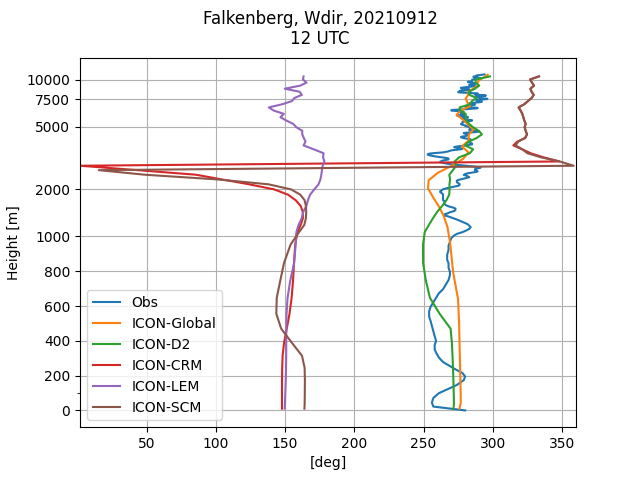 Falkenberg, Wdir, 20210912
12 UTC
Height [m]
10000
7500
5000
2000
1000
800
600
400
200
0
Obs
ICON-Global
ICON-D2
ICON-CRM
ICON-LEM
ICON-SCM
50 100 150 200 250 300 350
[deg]